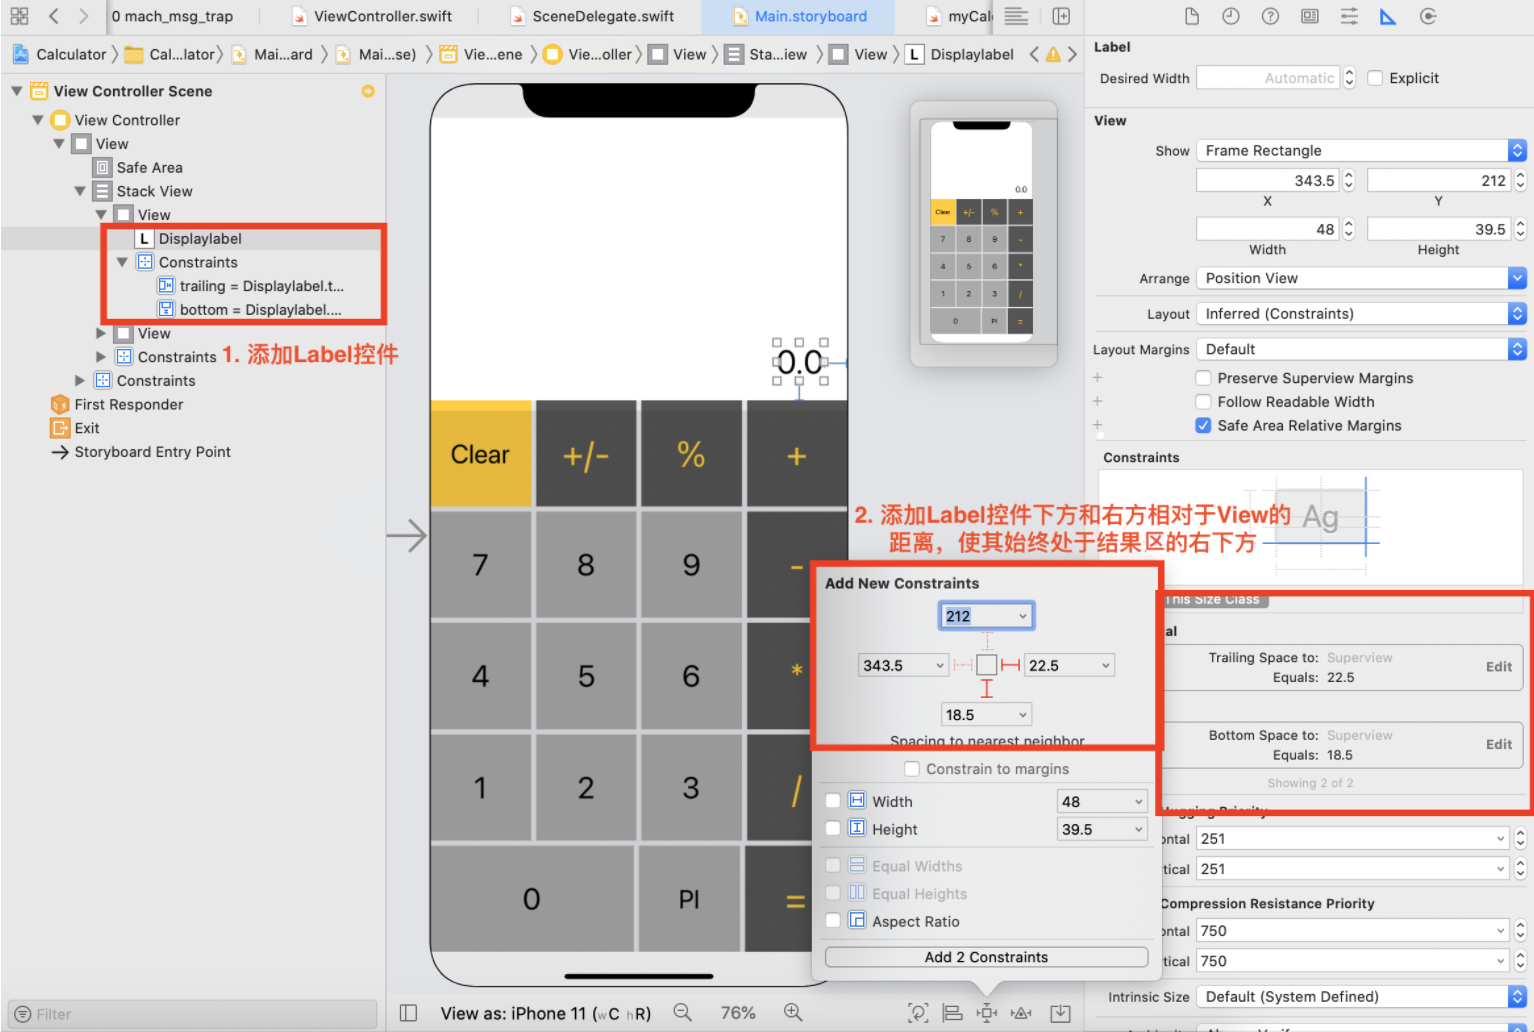 0 mach_msg_trap
ViewController.swift
SceneDelegate.swift
Main.storyboard
myCal
Calculator
Cal...lator
Mai...ard
Mai...se)
Vie...ene
Vie...oller
View
Sta...iew
View
L Displaylabel
View Controller Scene
View Controller
View
Safe Area
Stack View
View
L Displaylabel
Constraints
trailing = Displaylabel.t...
bottom = Displaylabel....
View
Constraints
1. 添加Label控件
Constraints
First Responder
Exit
Storyboard Entry Point
Filter
0.0
Clear +/- % +
7 8 9 -
4 5 6 *
1 2 3 /
0 PI =
0.0
Clear +/- % +
7 8 9 -
4 5 6 *
1 2 3 /
0 PI =
2. 添加Label控件下方和右方相对于View的
距离，使其始终处于结果区的右下方
Add New Constraints
212
343.5
22.5
18.5
Spacing to nearest neighbor
Constrain to margins
Width 48
Height 39.5
Equal Widths
Equal Heights
Aspect Ratio
Add 2 Constraints
View as: iPhone 11 (wC hR)
76%
Label
Desired Width Automatic Explicit
View
Show Frame Rectangle
343.5 212
X Y
48 39.5
Width Height
Arrange Position View
Layout Inferred (Constraints)
Layout Margins Default
Preserve Superview Margins
Follow Readable Width
Safe Area Relative Margins
Constraints
Ag
This Size Class
al
Trailing Space to: Superview
Equals: 22.5
Edit
Bottom Space to: Superview
Equals: 18.5
Edit
Showing 2 of 2
ugging Priority
ontal 251
tical 251
Compression Resistance Priority
ontal 750
tical 750
Intrinsic Size Default (System Defined)